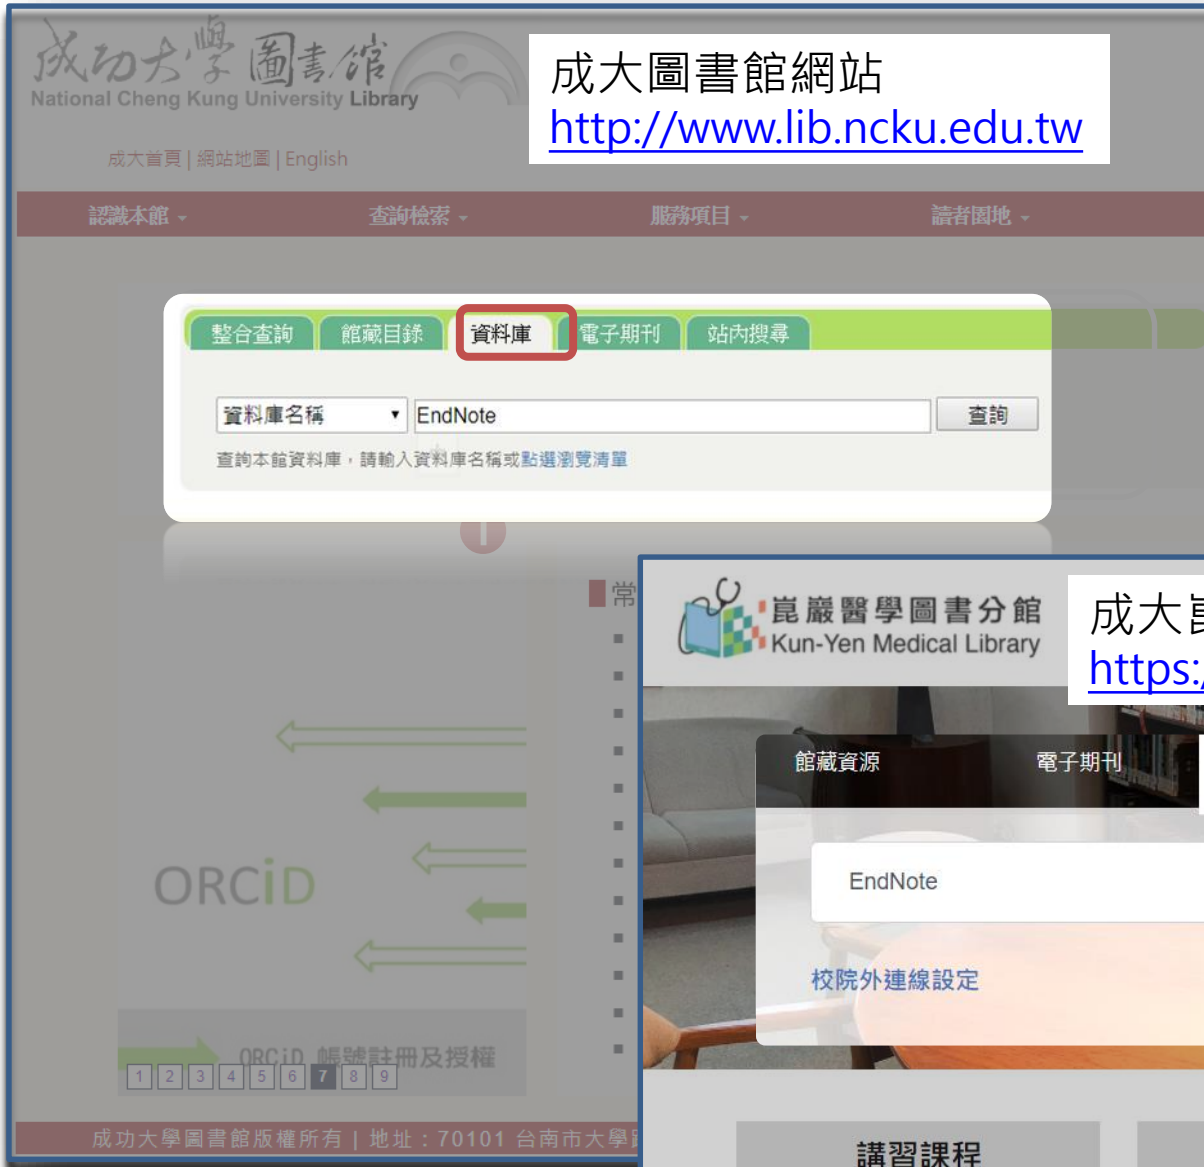 成功大學圖書館
National Cheng Kung University Library
成大圖書館網站
http://www.lib.ncku.edu.tw
成大首頁 | 網站地圖 | English
認識本館
查詢檢索
服務項目
讀者園地
整合查詢
館藏目錄
資料庫
電子期刊
站內搜尋
資料庫名稱
EndNote
查詢
查詢本館資料庫，請輸入資料庫名稱或點選瀏覽清單
常
崑巖醫學圖書分館
Kun-Yen Medical Library
成大
https:/
館藏資源
電子期刊
EndNote
校院外連線設定
ORCiD
ORCiD 帳號註冊及授權
1 2 3 4 5 6 7 8 9
成功大學圖書館版權所有 | 地址：70101 台南市大學
講習課程